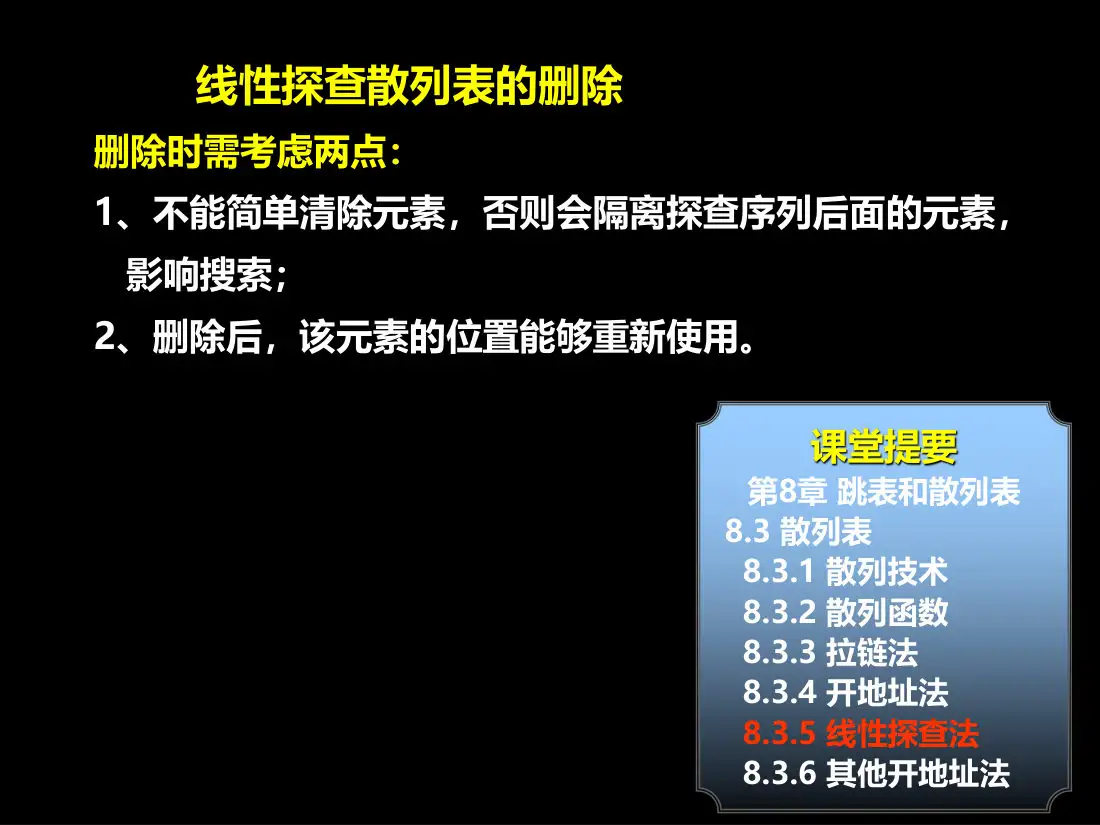 线性探查散列表的删除
删除时需考虑两点：
1、不能简单清除元素，否则会隔离探查序列后面的元素，
影响搜索；
2、删除后，该元素的位置能够重新使用。
课堂提要
第8章 跳表和散列表
8.3 散列表
8.3.1 散列技术
8.3.2 散列函数
8.3.3 拉链法
8.3.4 开地址法
8.3.5 线性探查法
8.3.6 其他开地址法